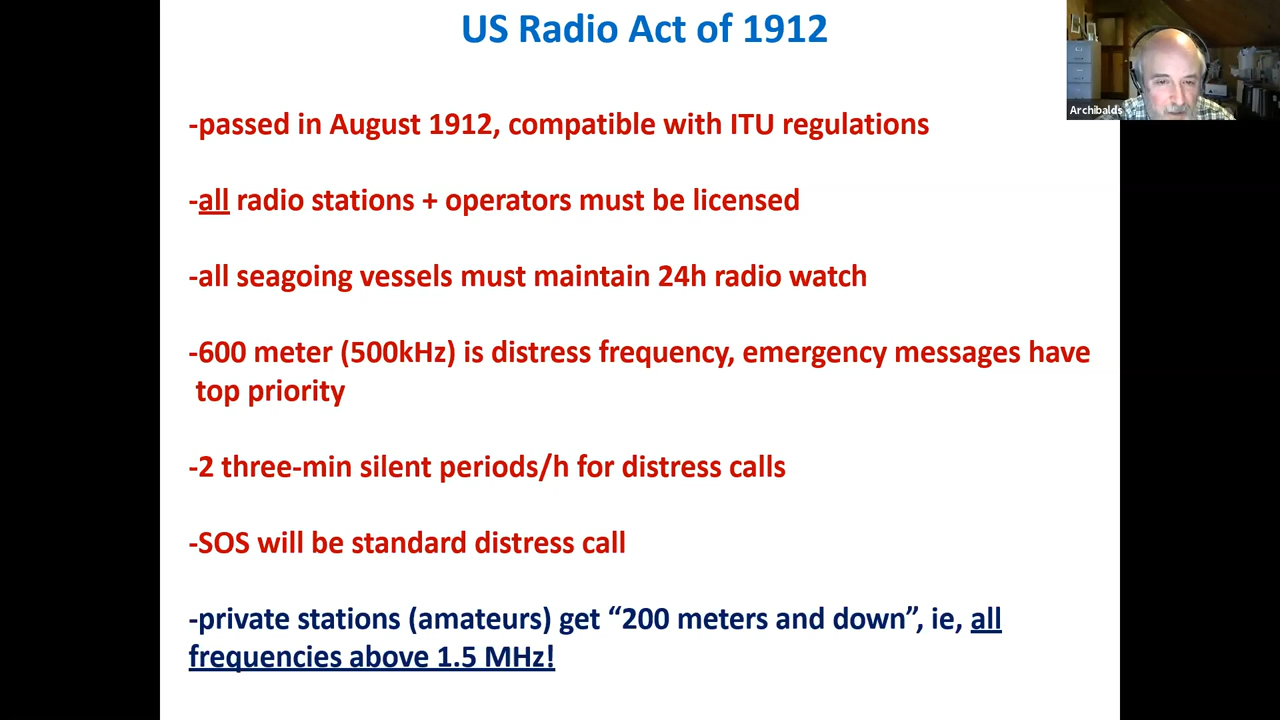 US Radio Act of 1912
Archibalds
-passed in August 1912, compatible with ITU regulations
-all radio stations + operators must be licensed
-all seagoing vessels must maintain 24h radio watch
-600 meter (500kHz) is distress frequency, emergency messages have
top priority
-2 three-min silent periods/h for distress calls
-SOS will be standard distress call
-private stations (amateurs) get “200 meters and down”, ie, all
frequencies above 1.5 MHz!